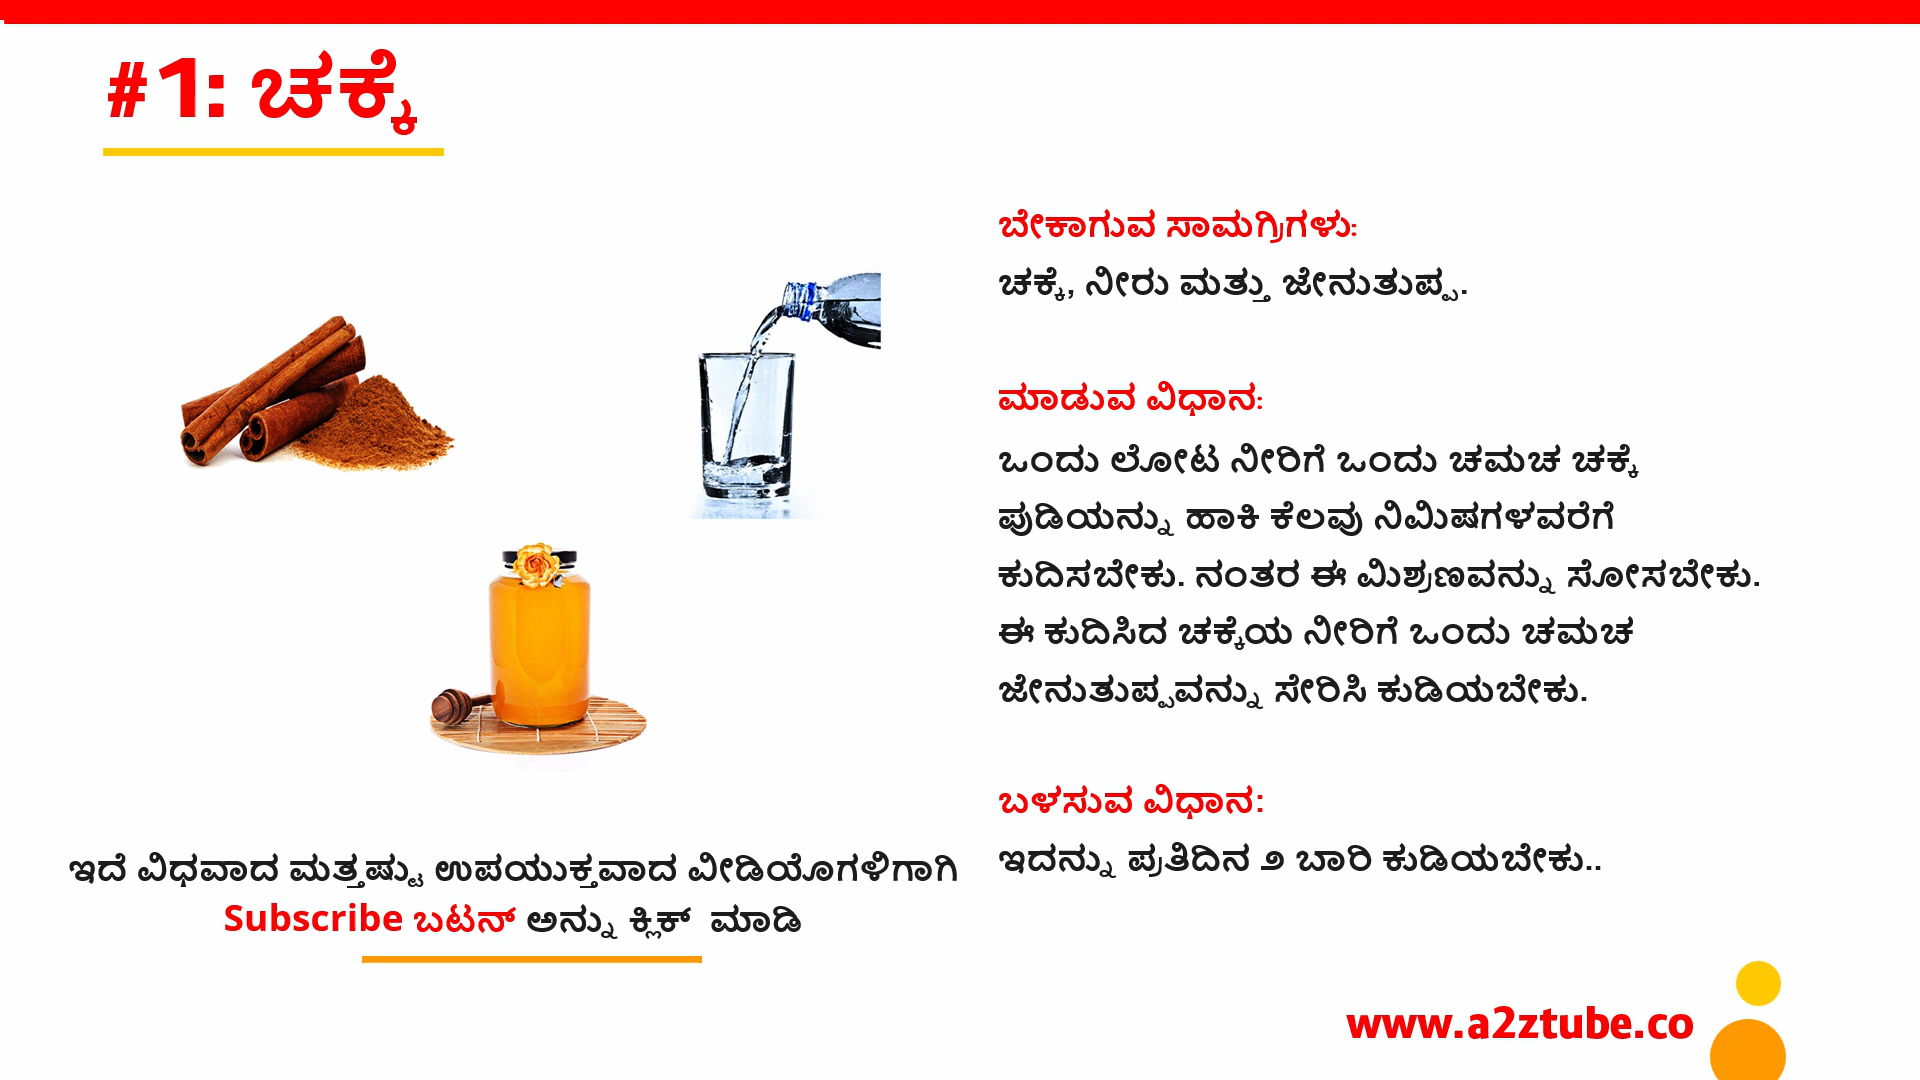 #1: ಚಕ್ಕೆ
ಬೇಕಾಗುವ ಸಾಮಗ್ರಿಗಳು:
ಚಕ್ಕೆ, ನೀರು ಮತ್ತು ಜೇನುತುಪ್ಪ.
ಮಾಡುವ ವಿಧಾನ:
ಒಂದು ಲೋಟ ನೀರಿಗೆ ಒಂದು ಚಮಚ ಚಕ್ಕೆ
ಪುಡಿಯನ್ನು ಹಾಕಿ ಕೆಲವು ನಿಮಿಷಗಳವರೆಗೆ
ಕುದಿಸಬೇಕು. ನಂತರ ಈ ಮಿಶ್ರಣವನ್ನು ಸೋಸಬೇಕು.
ಈ ಕುದಿಸಿದ ಚಕ್ಕೆಯ ನೀರಿಗೆ ಒಂದು ಚಮಚ
ಜೇನುತುಪ್ಪವನ್ನು ಸೇರಿಸಿ ಕುಡಿಯಬೇಕು.
ಬಳಸುವ ವಿಧಾನ:
ಇದನ್ನು ಪ್ರತಿದಿನ ೨ ಬಾರಿ ಕುಡಿಯಬೇಕು..
ಇದೆ ವಿಧವಾದ ಮತ್ತಷ್ಟು ಉಪಯುಕ್ತವಾದ ವೀಡಿಯೊಗಳಿಗಾಗಿ
Subscribe ಬಟನ್ ಅನ್ನು ಕ್ಲಿಕ್ ಮಾಡಿ
www.a2ztube.co